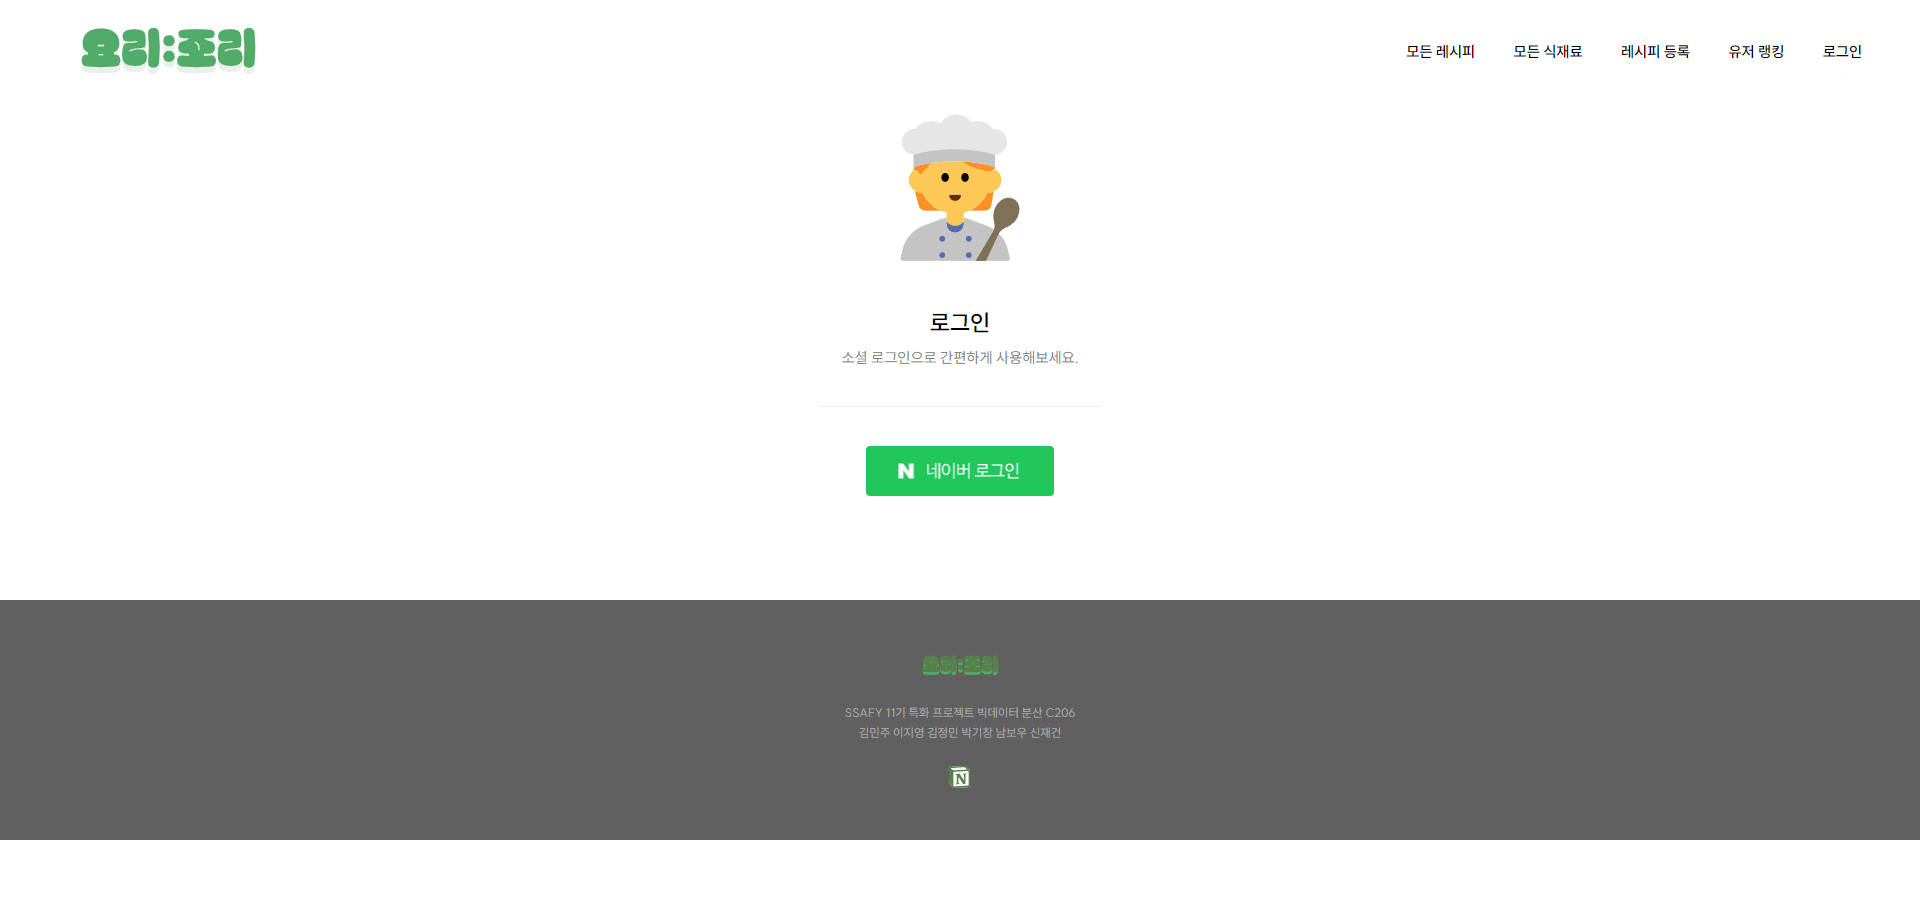 요리:조리
모든 레시피 모든 식재료 레시피 등록 유저 랭킹 로그인
로그인
소셜 로그인으로 간편하게 사용해보세요.
N 네이버 로그인
요리:조리
SSAFY 11기 특화 프로젝트 빅데이터 분산 C206
김민주 이지영 김정민 박기창 남보우 신재건
N